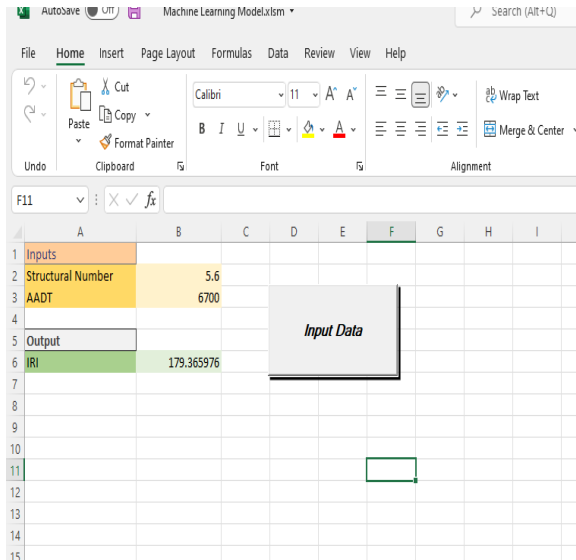 AutoSave Off Machine Learning Model.xlsm Search (Alt+Q)
File Home Insert Page Layout Formulas Data Review View Help
Cut
Calibri 11 A^ A˅ ab Wrap Text
Paste Copy
Format Painter B I U A Merge & Center
Undo Clipboard Font Alignment
F11 fx
A B C D E F G H I
1 Inputs
2 Structural Number 5.6
3 AADT 6700
4
Input Data
5 Output
6 IRI 179.365976
7
8
9
10
11
12
13
14
15